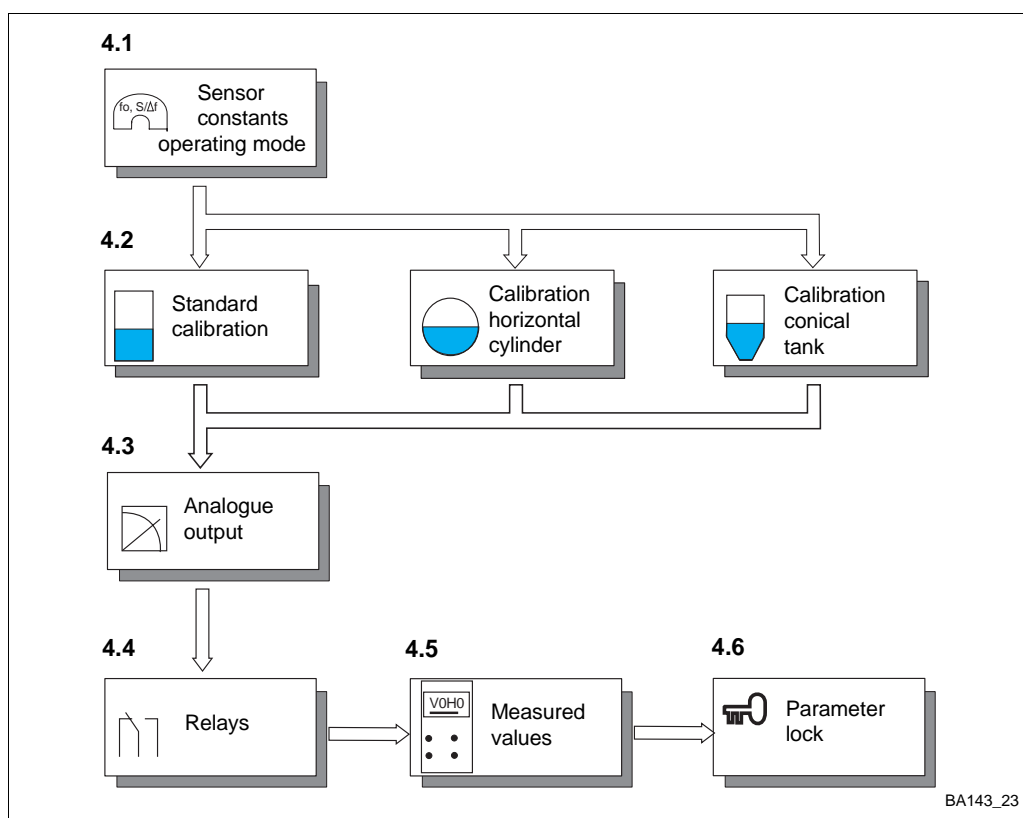 4.1
fo, S/Δf
Sensor
constants
operating mode
4.2
Standard
calibration
Calibration
horizontal
cylinder
Calibration
conical
tank
4.3
Analogue
output
4.4
Relays
4.5
V0H0
Measured
values
4.6
Parameter
lock
BA143_23